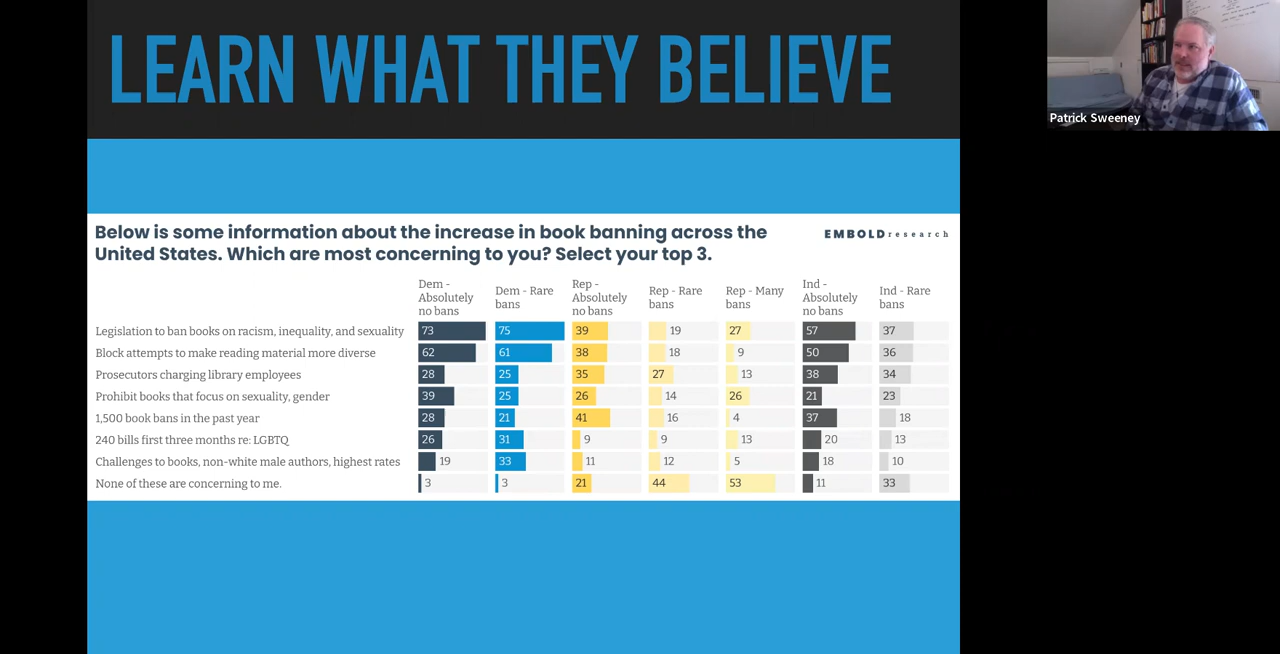 LEARN WHAT THEY BELIEVE
Patrick Sweeney
Below is some information about the increase in book banning across the
United States. Which are most concerning to you? Select your top 3.
EMBOLD research
Dem - Absolutely no bans
Dem - Rare bans
Rep - Absolutely no bans
Rep - Rare bans
Rep - Many bans
Ind - Absolutely no bans
Ind - Rare bans
Legislation to ban books on racism, inequality, and sexuality 73 75 39 19 27 57 37
Block attempts to make reading material more diverse 62 61 38 18 9 50 36
Prosecutors charging library employees 28 25 35 27 13 38 34
Prohibit books that focus on sexuality, gender 39 25 26 14 26 21 23
1,500 book bans in the past year 28 21 41 16 4 37 18
240 bills first three months re: LGBTQ 26 31 9 9 13 20 13
Challenges to books, non-white male authors, highest rates 19 33 11 12 5 18 10
None of these are concerning to me. 3 3 21 44 53 11 33